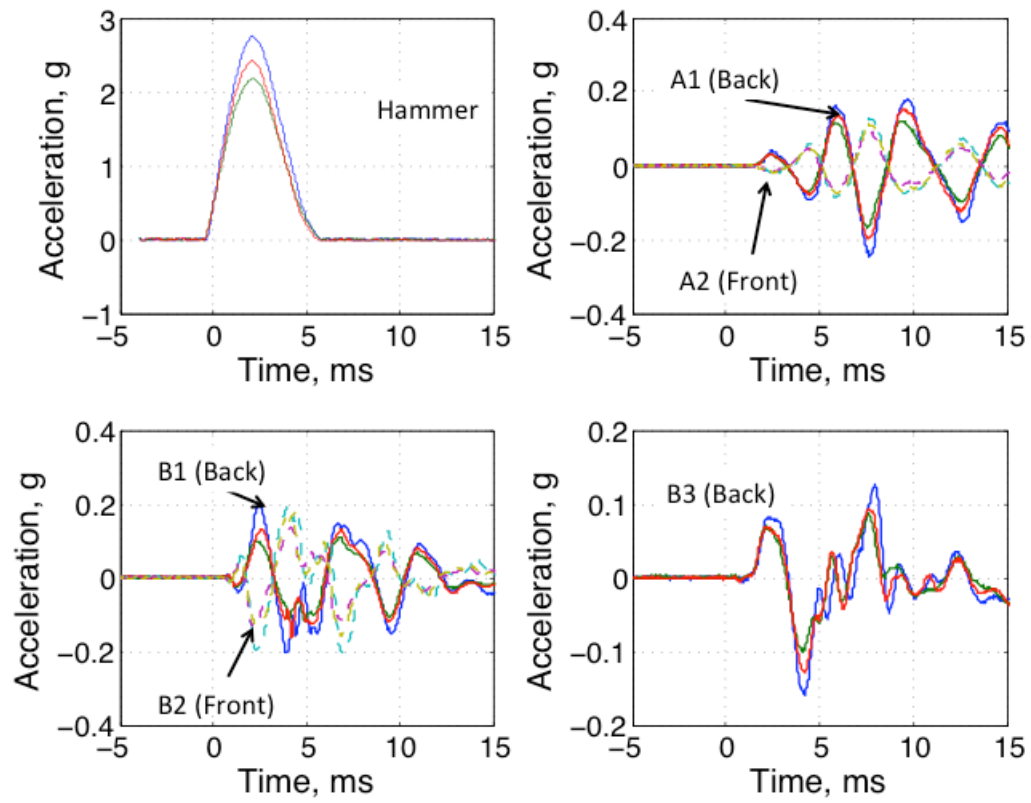 Acceleration, g
3
2
1
0
−1
−5
0
5
10
15
Time, ms
Hammer
Acceleration, g
0.4
0.2
0
−0.2
−0.4
−5
0
5
10
15
Time, ms
A1 (Back)
A2 (Front)
Acceleration, g
0.4
0.2
0
−0.2
−0.4
−5
0
5
10
15
Time, ms
B1 (Back)
B2 (Front)
Acceleration, g
0.2
0.1
0
−0.1
−0.2
−5
0
5
10
15
Time, ms
B3 (Back)